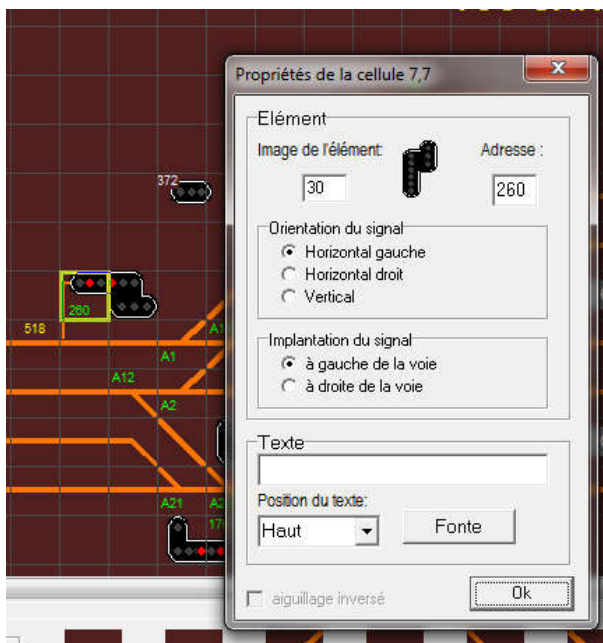 Propriétés de la cellule 7,7
Elément
Image de l'élément:
Adresse :
30
260
Orientation du signal
Horizontal gauche
Horizontal droit
Vertical
Implantation du signal
à gauche de la voie
à droite de la voie
Texte
Position du texte:
Haut
Fonte
aiguillage inversé
Ok
372
260
518
A1
A12
A2
A21